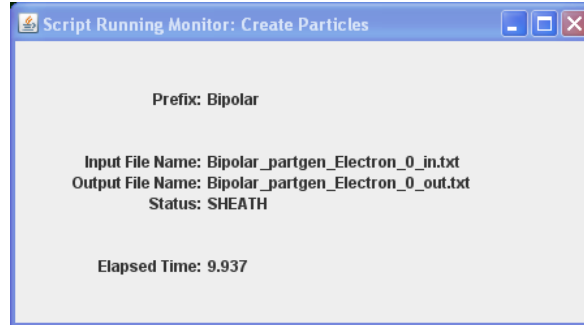 Script Running Monitor: Create Particles
Prefix: Bipolar
Input File Name: Bipolar_partgen_Electron_0_in.txt
Output File Name: Bipolar_partgen_Electron_0_out.txt
Status: SHEATH
Elapsed Time: 9.937